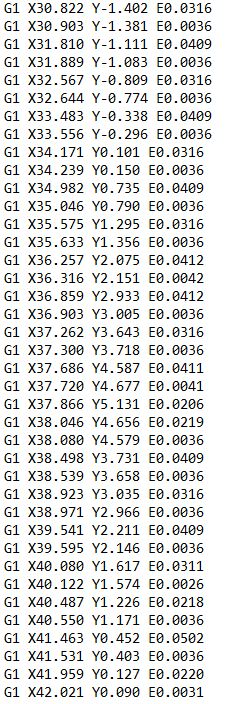 G1 X30.822 Y-1.402 E0.0316
G1 X30.903 Y-1.381 E0.0036
G1 X31.810 Y-1.111 E0.0409
G1 X31.889 Y-1.083 E0.0036
G1 X32.567 Y-0.809 E0.0316
G1 X32.644 Y-0.774 E0.0036
G1 X33.483 Y-0.338 E0.0409
G1 X33.556 Y-0.296 E0.0036
G1 X34.171 Y0.101 E0.0316
G1 X34.239 Y0.150 E0.0036
G1 X34.982 Y0.735 E0.0409
G1 X35.046 Y0.790 E0.0036
G1 X35.575 Y1.295 E0.0316
G1 X35.633 Y1.356 E0.0036
G1 X36.257 Y2.075 E0.0412
G1 X36.316 Y2.151 E0.0042
G1 X36.859 Y2.933 E0.0412
G1 X36.903 Y3.005 E0.0036
G1 X37.262 Y3.643 E0.0316
G1 X37.300 Y3.718 E0.0036
G1 X37.686 Y4.587 E0.0411
G1 X37.720 Y4.677 E0.0041
G1 X37.866 Y5.131 E0.0206
G1 X38.046 Y4.656 E0.0219
G1 X38.080 Y4.579 E0.0036
G1 X38.498 Y3.731 E0.0409
G1 X38.539 Y3.658 E0.0036
G1 X38.923 Y3.035 E0.0316
G1 X38.971 Y2.966 E0.0036
G1 X39.541 Y2.211 E0.0409
G1 X39.595 Y2.146 E0.0036
G1 X40.080 Y1.617 E0.0311
G1 X40.122 Y1.574 E0.0026
G1 X40.487 Y1.226 E0.0218
G1 X40.550 Y1.171 E0.0036
G1 X41.463 Y0.452 E0.0502
G1 X41.531 Y0.403 E0.0036
G1 X41.959 Y0.127 E0.0220
G1 X42.021 Y0.090 E0.0031